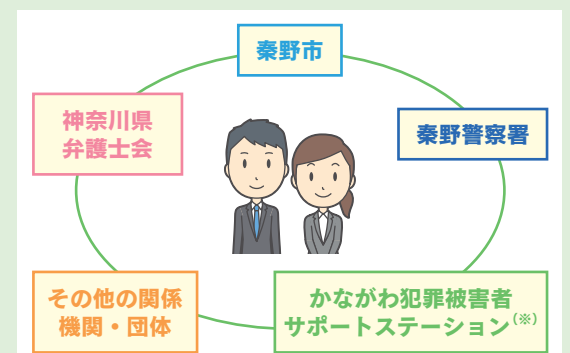 秦野市
神奈川県
弁護士会
秦野警察署
その他の関係
機関・団体
かながわ犯罪被害者
サポートステーション(※)